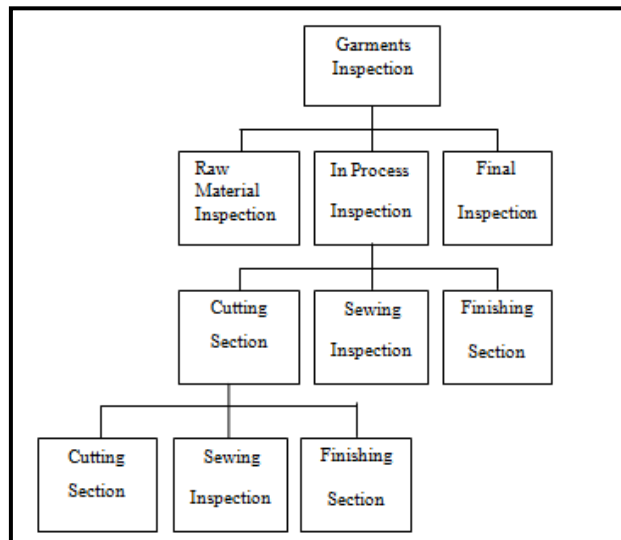 Garments
Inspection
Raw
Material
Inspection
In Process
Inspection
Final
Inspection
Cutting
Section
Sewing
Inspection
Finishing
Section
Cutting
Section
Sewing
Inspection
Finishing
Section